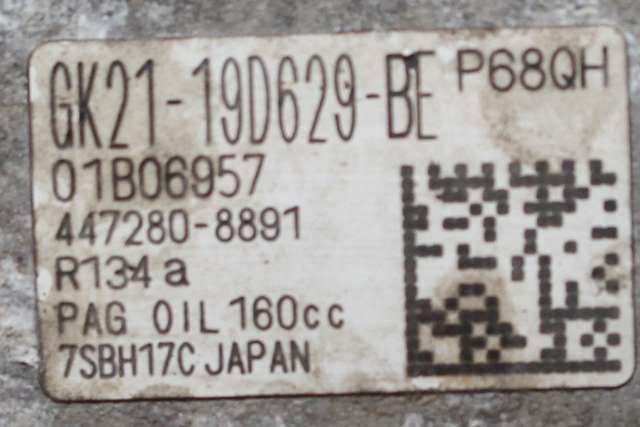 GK21-19D629-BE P68QH
01B06957
447280-8891
R134a
PAG OIL 160cc
7SBH17C JAPAN